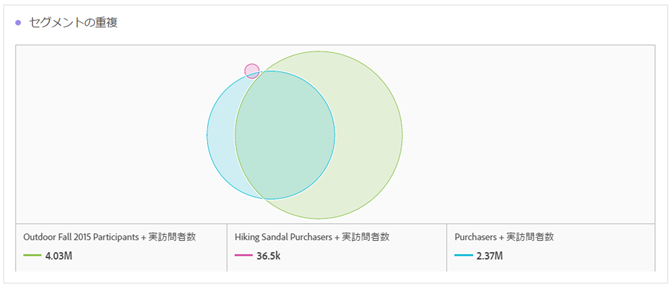 セグメントの重複
Outdoor Fall 2015 Participants + 実訪問者数
4.03M
Hiking Sandal Purchasers + 実訪問者数
36.5k
Purchasers + 実訪問者数
2.37M